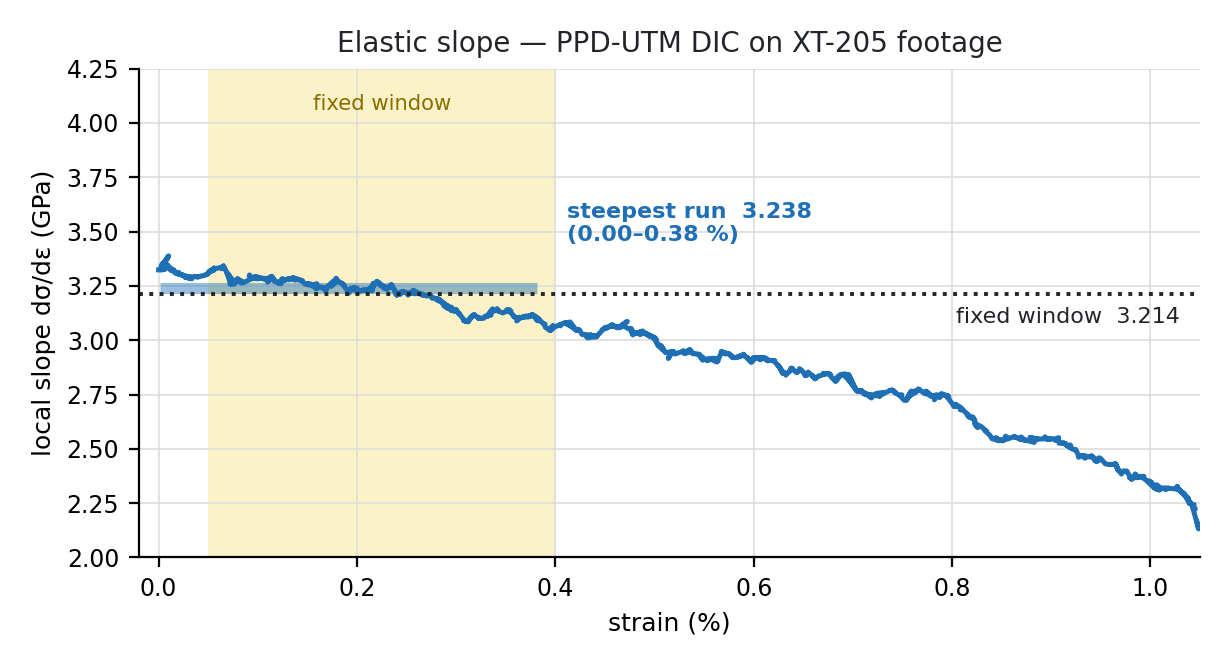 Elastic slope — PPD-UTM DIC on XT-205 footage
local slope dσ/dε (GPa)
4.25
4.00
3.75
3.50
3.25
3.00
2.75
2.50
2.25
2.00
fixed window
steepest run 3.238
(0.00–0.38 %)
fixed window 3.214
0.0
0.2
0.4
0.6
0.8
1.0
strain (%)